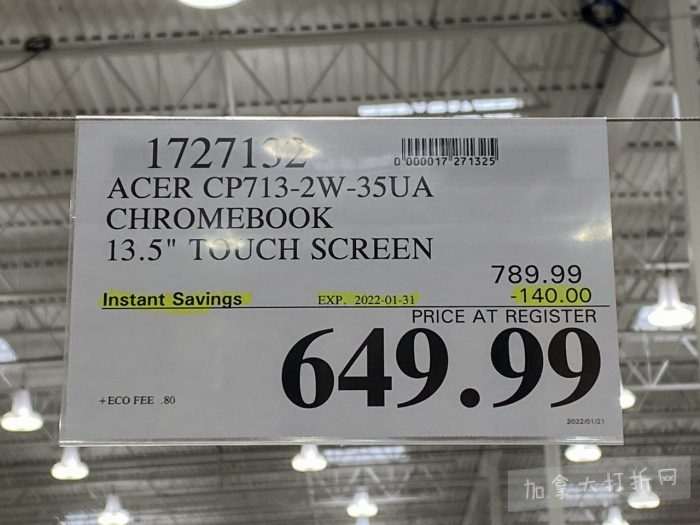 1727132
0 000017 271325
ACER CP713-2W-35UA
CHROMEBOOK
13.5" TOUCH SCREEN
789.99
Instant Savings EXP. 2022-01-31 -140.00
PRICE AT REGISTER
649.99
+ECO FEE .80
2022/01/21
加拿大打折网